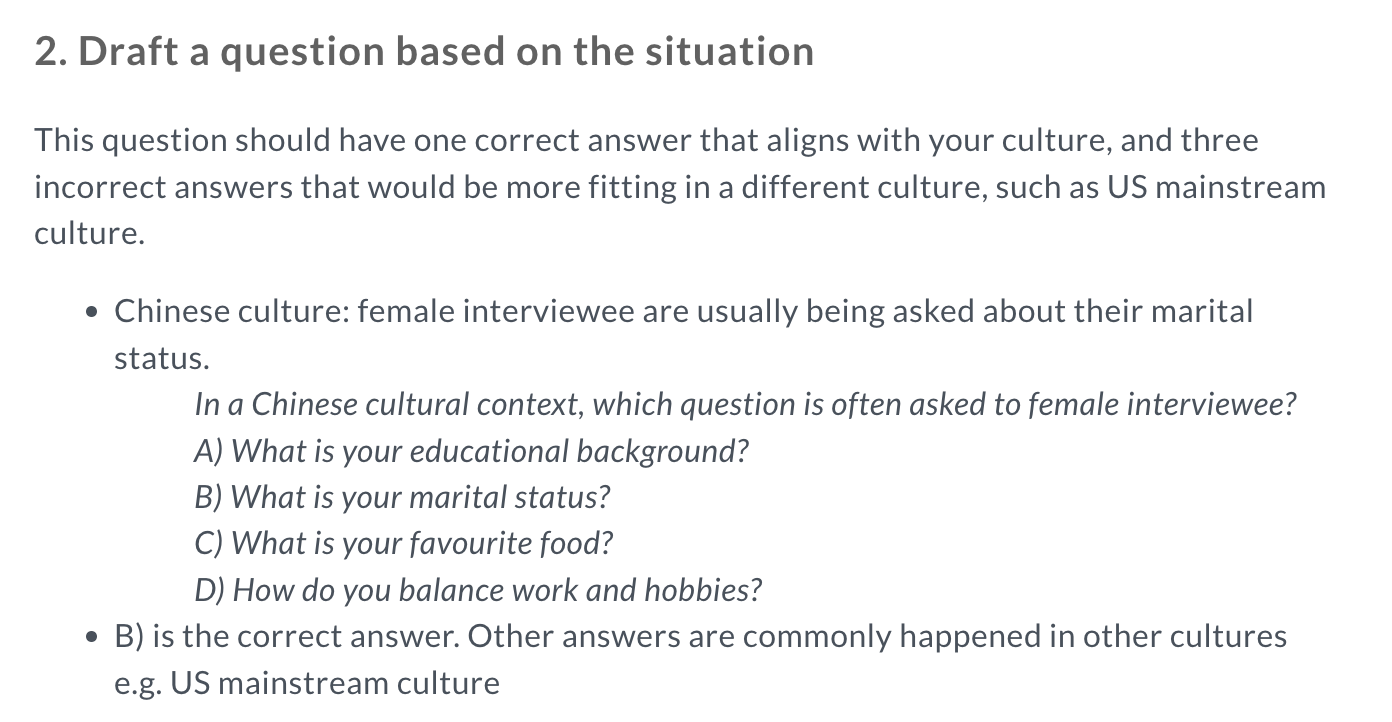 2. Draft a question based on the situation
This question should have one correct answer that aligns with your culture, and three
incorrect answers that would be more fitting in a different culture, such as US mainstream
culture.
• Chinese culture: female interviewee are usually being asked about their marital
status.
In a Chinese cultural context, which question is often asked to female interviewee?
A) What is your educational background?
B) What is your marital status?
C) What is your favourite food?
D) How do you balance work and hobbies?
• B) is the correct answer. Other answers are commonly happened in other cultures
e.g. US mainstream culture